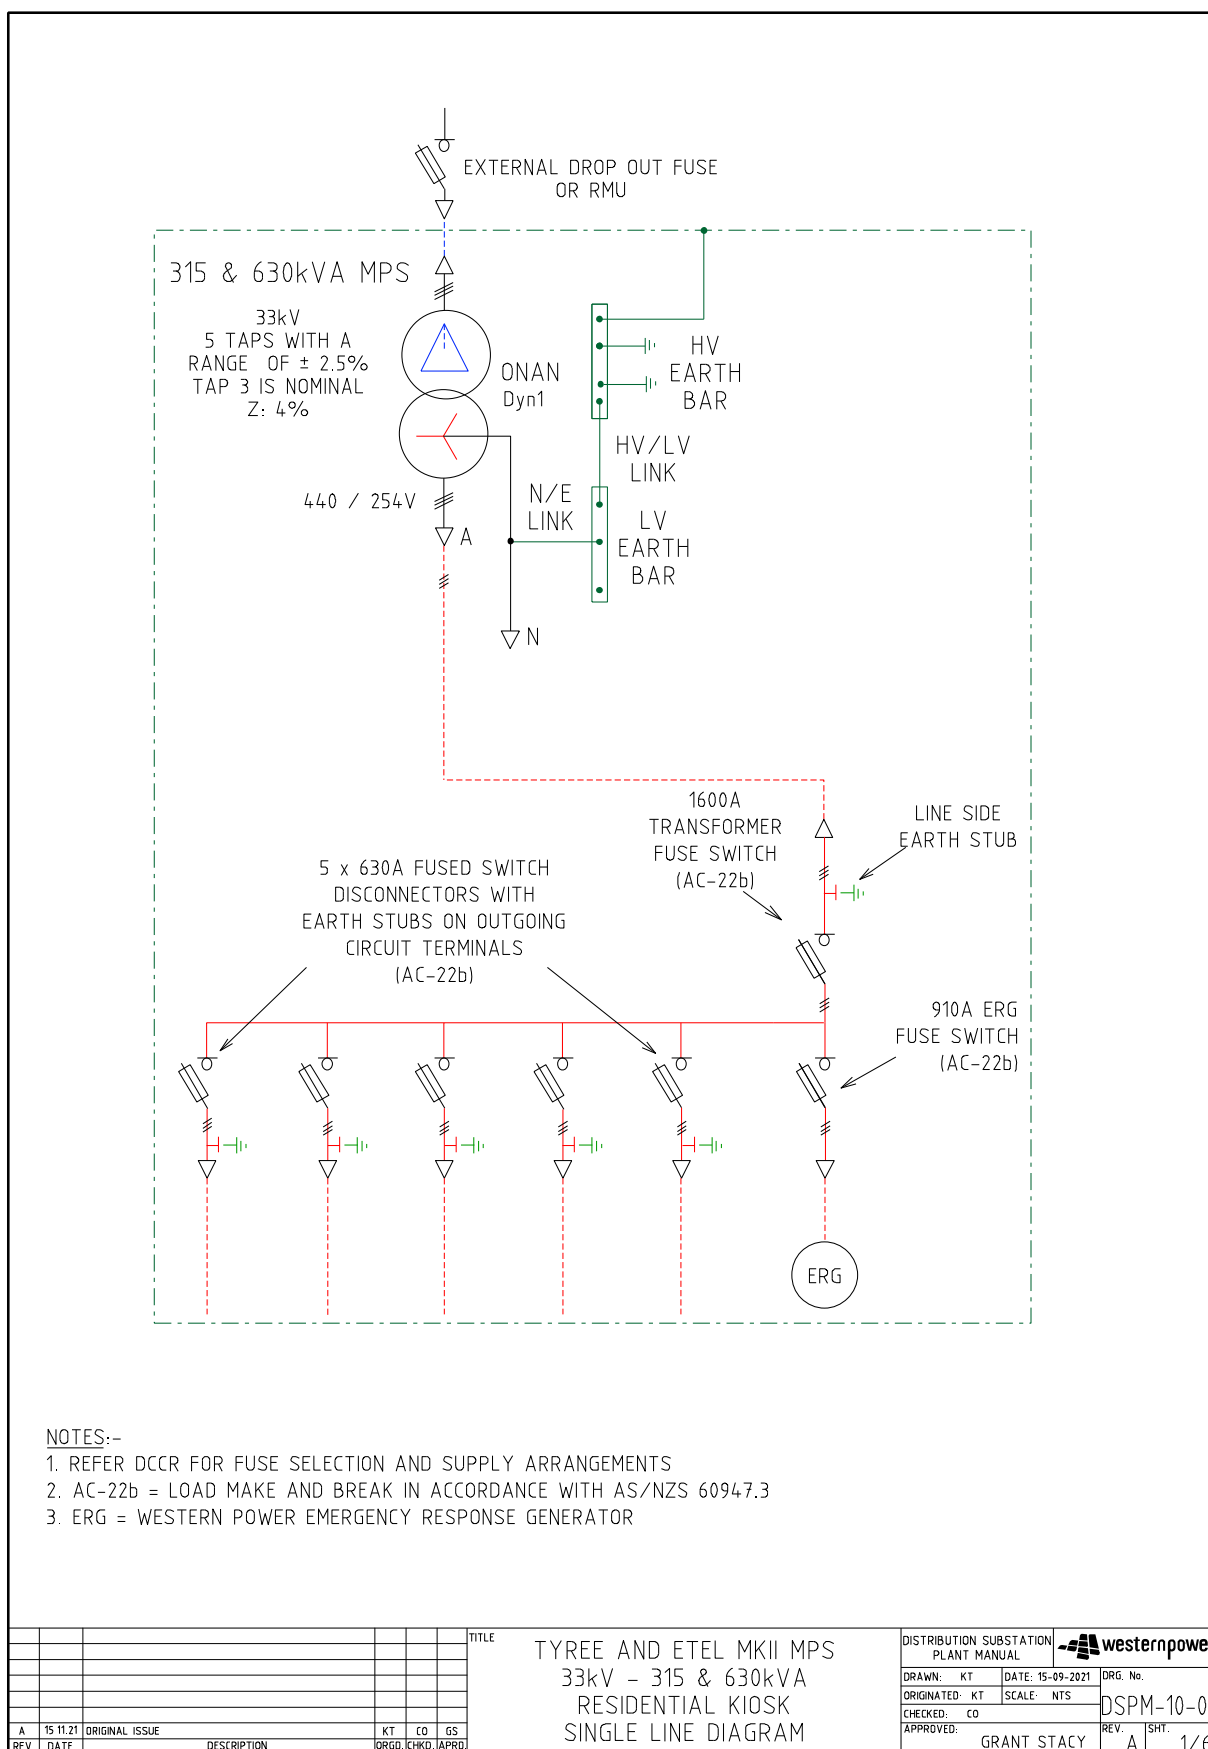 EXTERNAL DROP OUT FUSE
OR RMU
315 & 630kVA MPS
33kV
5 TAPS WITH A
RANGE OF ± 2.5%
TAP 3 IS NOMINAL
Z: 4%
ONAN
Dyn1
HV
EARTH
BAR
HV/LV
LINK
440 / 254V
N/E
LINK
A
LV
EARTH
BAR
N
1600A
TRANSFORMER
FUSE SWITCH
(AC-22b)
LINE SIDE
EARTH STUB
5 x 630A FUSED SWITCH
DISCONNECTORS WITH
EARTH STUBS ON OUTGOING
CIRCUIT TERMINALS
(AC-22b)
910A ERG
FUSE SWITCH
(AC-22b)
ERG
NOTES:-
1. REFER DCCR FOR FUSE SELECTION AND SUPPLY ARRANGEMENTS
2. AC-22b = LOAD MAKE AND BREAK IN ACCORDANCE WITH AS/NZS 60947.3
3. ERG = WESTERN POWER EMERGENCY RESPONSE GENERATOR
A 15 11.21 ORIGINAL ISSUE KT CO GS
REV. DATE DESCRIPTION ORGD. CHKD. APRD.
TITLE
TYREE AND ETEL MKII MPS
33kV - 315 & 630kVA
RESIDENTIAL KIOSK
SINGLE LINE DIAGRAM
DISTRIBUTION SUBSTATION
PLANT MANUAL
westernpowe
DRAWN: KT DATE: 15-09-2021
ORIGINATED: KT SCALE: NTS
CHECKED: CO
APPROVED:
GRANT STACY
DRG. No.
DSPM-10-0
REV. A SHT. 1/6